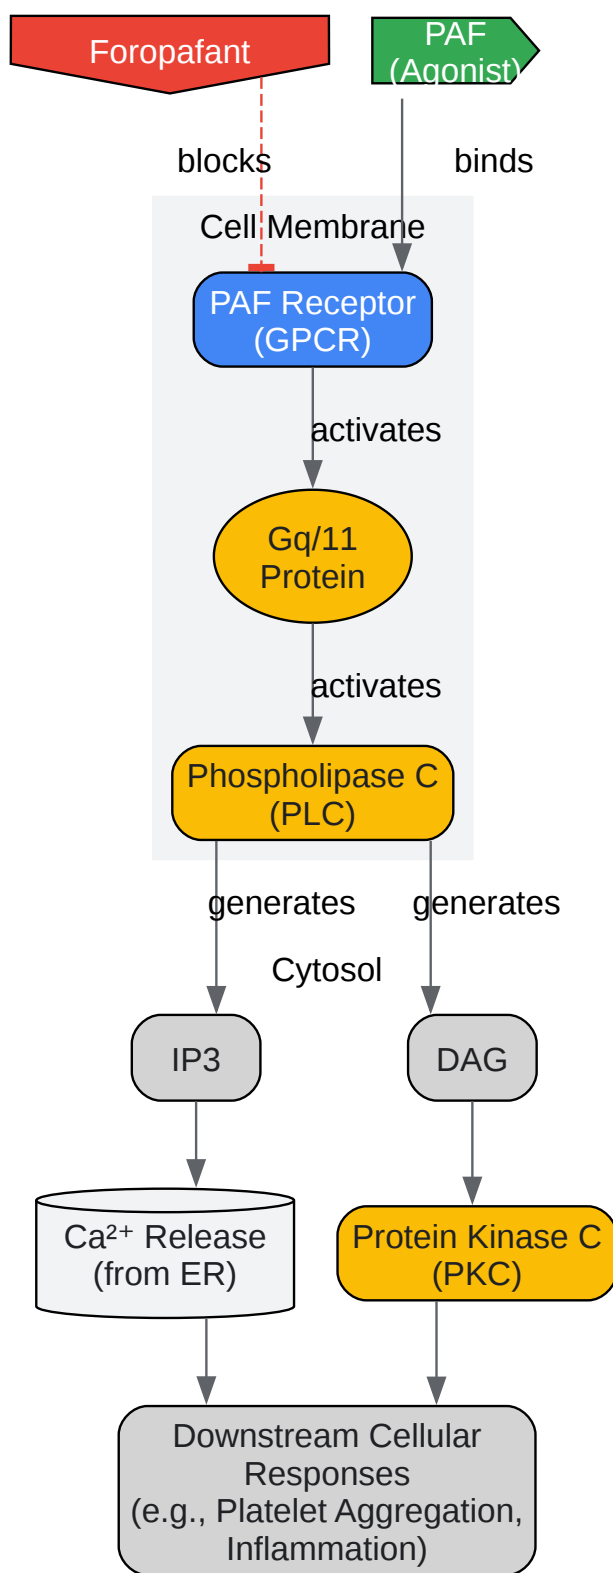 Foropafant
PAF
(Agonist)
blocks
binds
Cell Membrane
PAF Receptor
(GPCR)
activates
Gq/11
Protein
activates
Phospholipase C
(PLC)
generates
generates
Cytosol
IP3
DAG
Ca²⁺ Release
(from ER)
Protein Kinase C
(PKC)
Downstream Cellular
Responses
(e.g., Platelet Aggregation,
Inflammation)